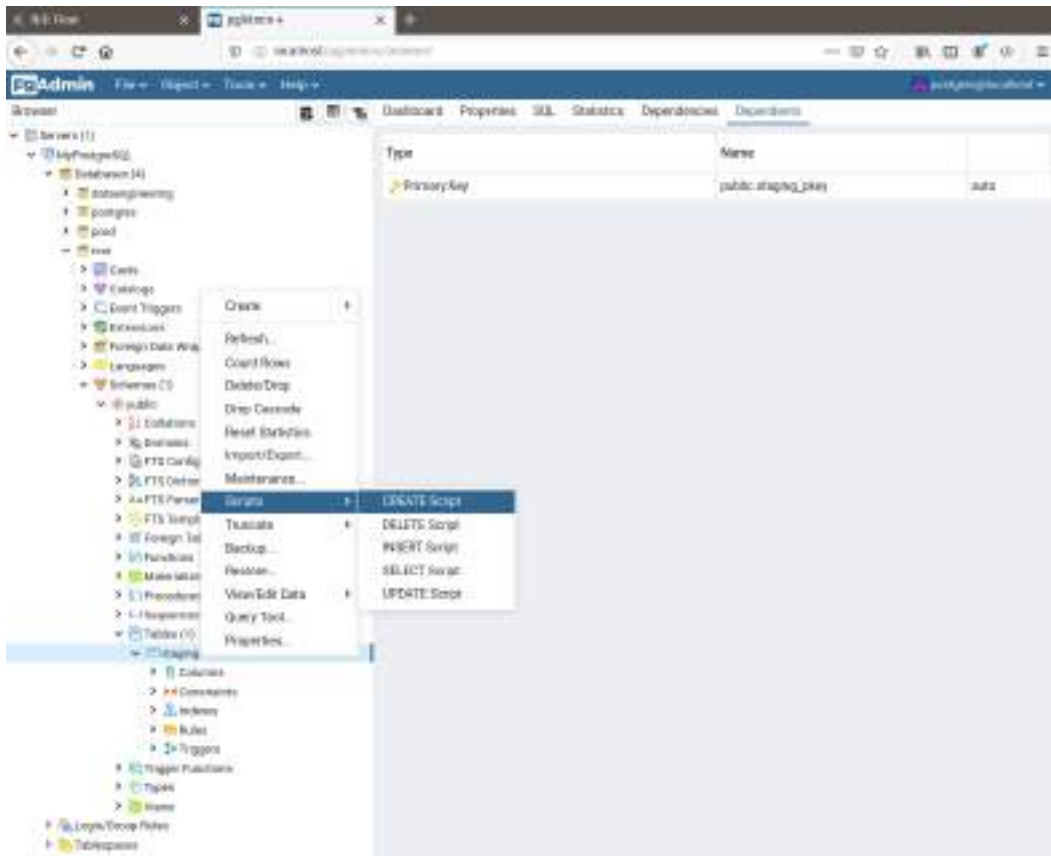 PgAdmin File Object Tools Help
Browser
Dashboard Properties SQL Statistics Dependencies Dependents
Type Name
Primary Key public.staging_pkey auto
Servers (1)
MyPostgreSQL
Databases (4)
dataengineering
postgres
prod
Casts
Catalogs
Event Triggers
Extensions
Foreign Data Wrap
Languages
Schemas (1)
public
Collations
Domains
FTS Config
FTS Diction
FTS Parser
FTS Templ
Foreign Tab
Functions
Procedures
Sequences
Tables (1)
staging
Columns
Constraints
Indexes
Rules
Triggers
Trigger Functions
Types
Views
Login/Group Roles
Tablespaces
Create
Refresh...
Count Rows
Delete/Drop
Drop Cascade
Reset Statistics
Import/Export...
Maintenance...
Scripts
Truncate
Backup...
Restore...
View/Edit Data
Query Tool...
Properties...
CREATE Script
DELETE Script
INSERT Script
SELECT Script
UPDATE Script